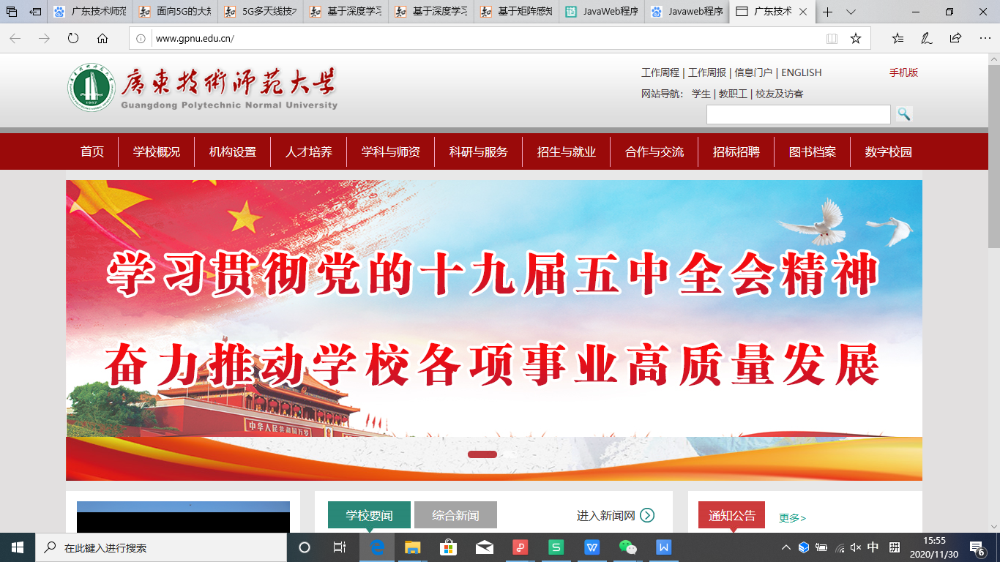 广东技术师范
面向5G的大规
5G多天线技术
基于深度学习
基于深度学习
基于矩阵感知
JavaWeb程序
Javaweb程序
广东技术
www.gpnu.edu.cn/
廣東技術师范大学
Guangdong Polytechnic Normal University
1957
工作周程 | 工作周报 | 信息门户 | ENGLISH
手机版
网站导航： 学生 | 教职工 | 校友及访客
首页
学校概况
机构设置
人才培养
学科与师资
科研与服务
招生与就业
合作与交流
招标招聘
图书档案
数字校园
学习贯彻党的十九届五中全会精神
奋力推动学校各项事业高质量发展
中华人民共和国万岁
学校要闻
综合新闻
进入新闻网
通知公告
更多>
在此键入进行搜索
中
拼
15:55
2020/11/30
6